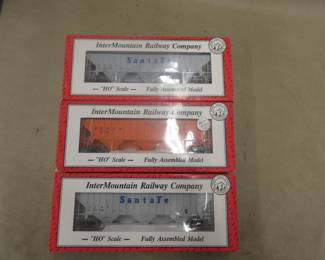 InterMountain Railway Company
Santa Fe
"HO" Scale Fully Assembled Model
InterMountain Railway Company
"HO" Scale Fully Assembled Model
InterMountain Railway Company
Santa Fe
"HO" Scale Fully Assembled Model